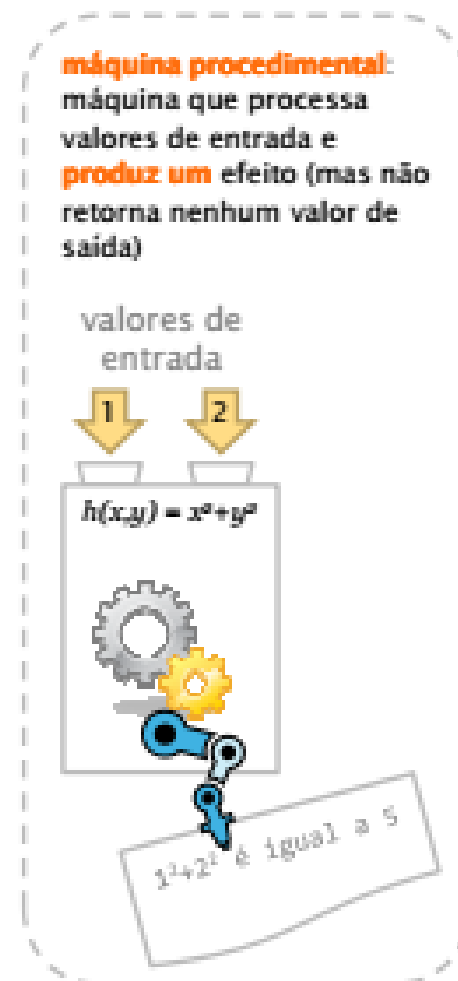 máquina procedimental:
máquina que processa
valores de entrada e
produz um efeito (mas não
retorna nenhum valor de
saída)
valores de
entrada
1 2
h(x,y) = x²+y²
1²+2² é igual a 5